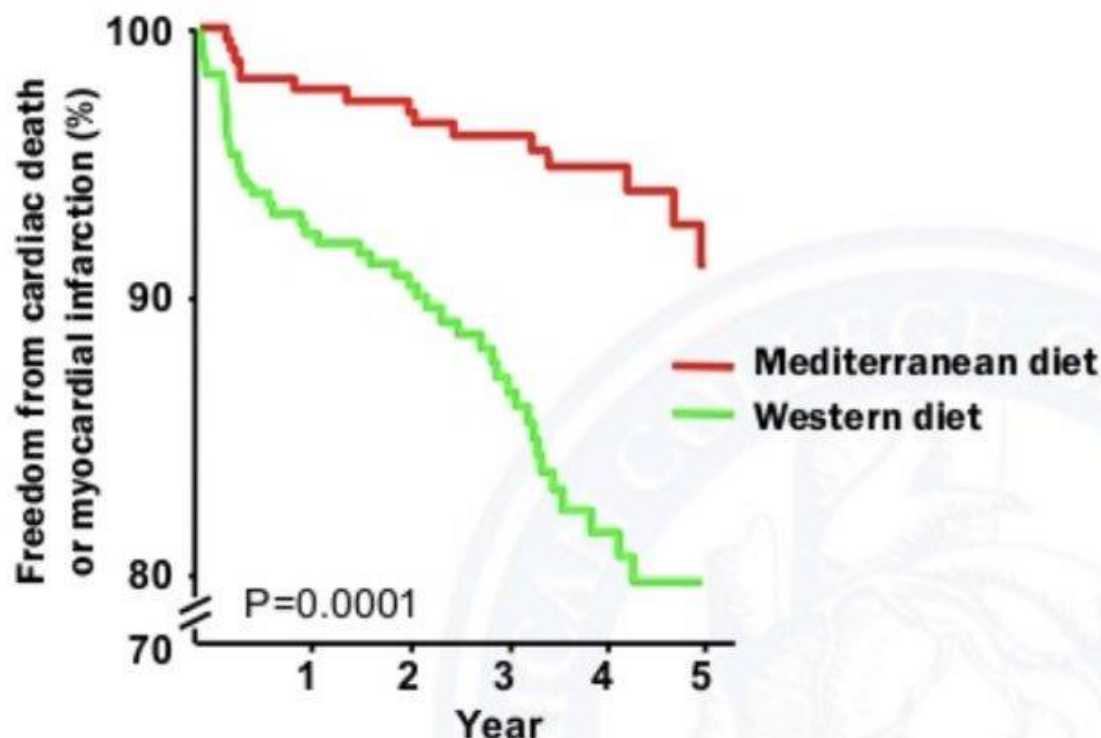 Freedom from cardiac death
or myocardial infarction (%)
100
90
80
70
P=0.0001
Mediterranean diet
Western diet
1 2 3 4 5
Year